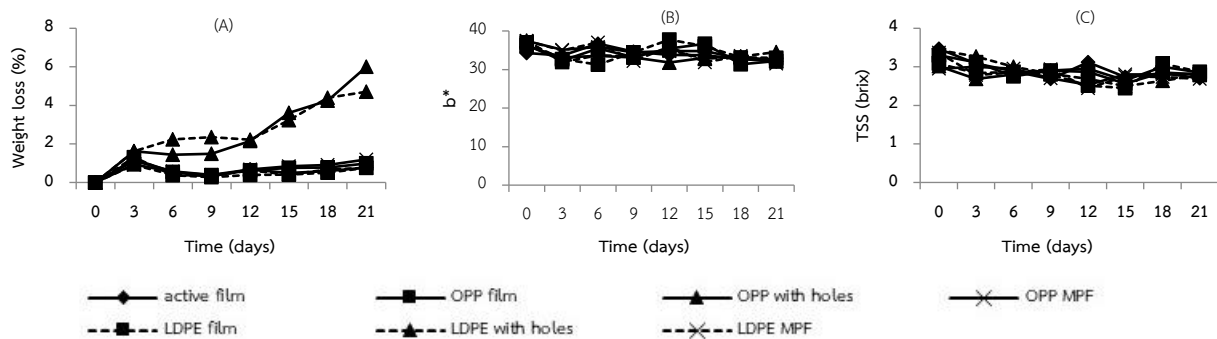 (A)
Weight loss (%)
8
6
4
2
0
0 3 6 9 12 15 18 21
Time (days)
(B)
b*
40
30
20
10
0
0 3 6 9 12 15 18 21
Time (days)
(C)
TSS (brix)
4
3
2
1
0
0 3 6 9 12 15 18 21
Time (days)
active film OPP film OPP with holes OPP MPF
LDPE film LDPE with holes LDPE MPF